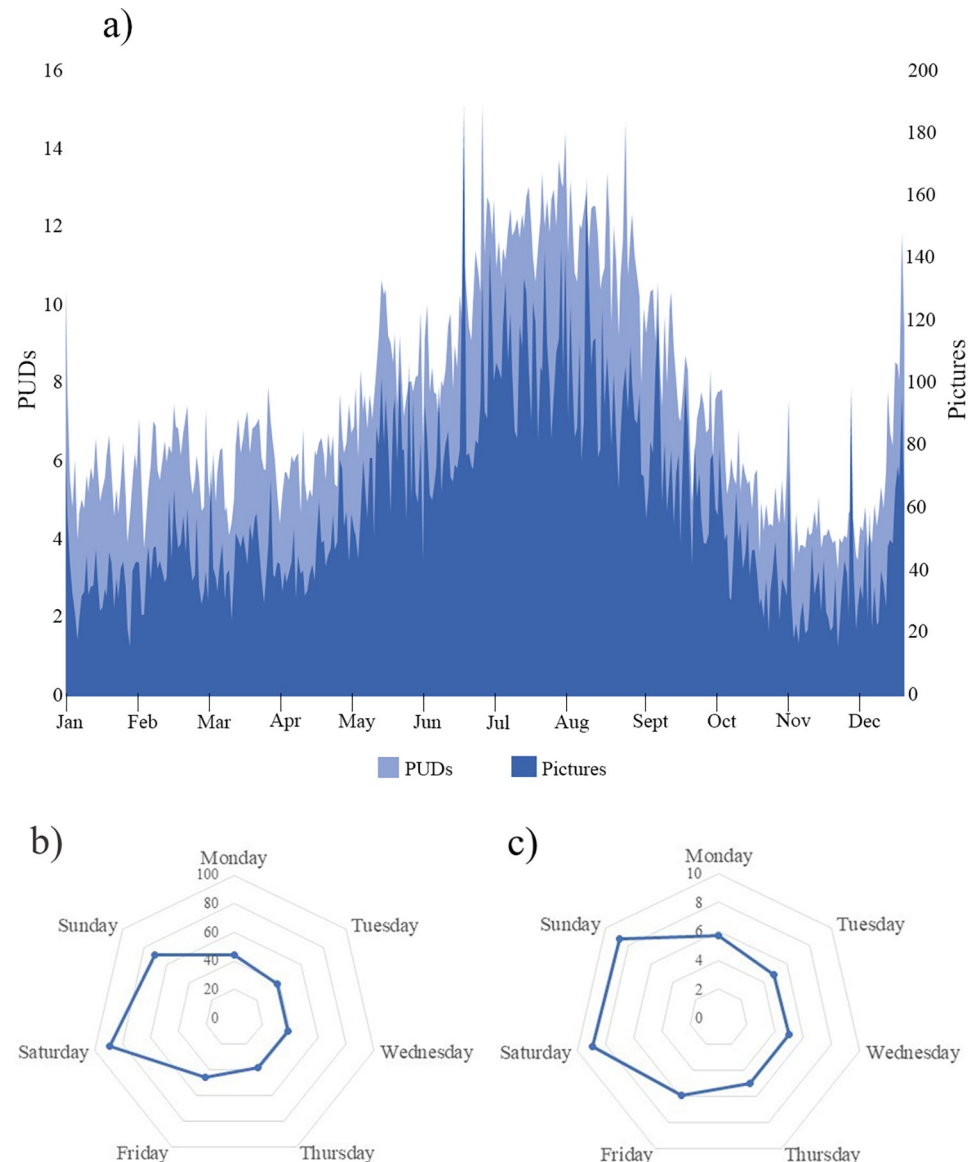 a)
16 200
14 180
160
12 140
10 120
PUDs 8 100 Pictures
6 80
60
4 40
2 20
0 0
Jan Feb Mar Apr May Jun Jul Aug Sept Oct Nov Dec
PUDs Pictures
b) c)
Monday Monday
100 10
Sunday 80 Tuesday Sunday 8 Tuesday
60 6
40 4
20 2
0 0
Saturday Wednesday Saturday Wednesday
Friday Thursday Friday Thursday